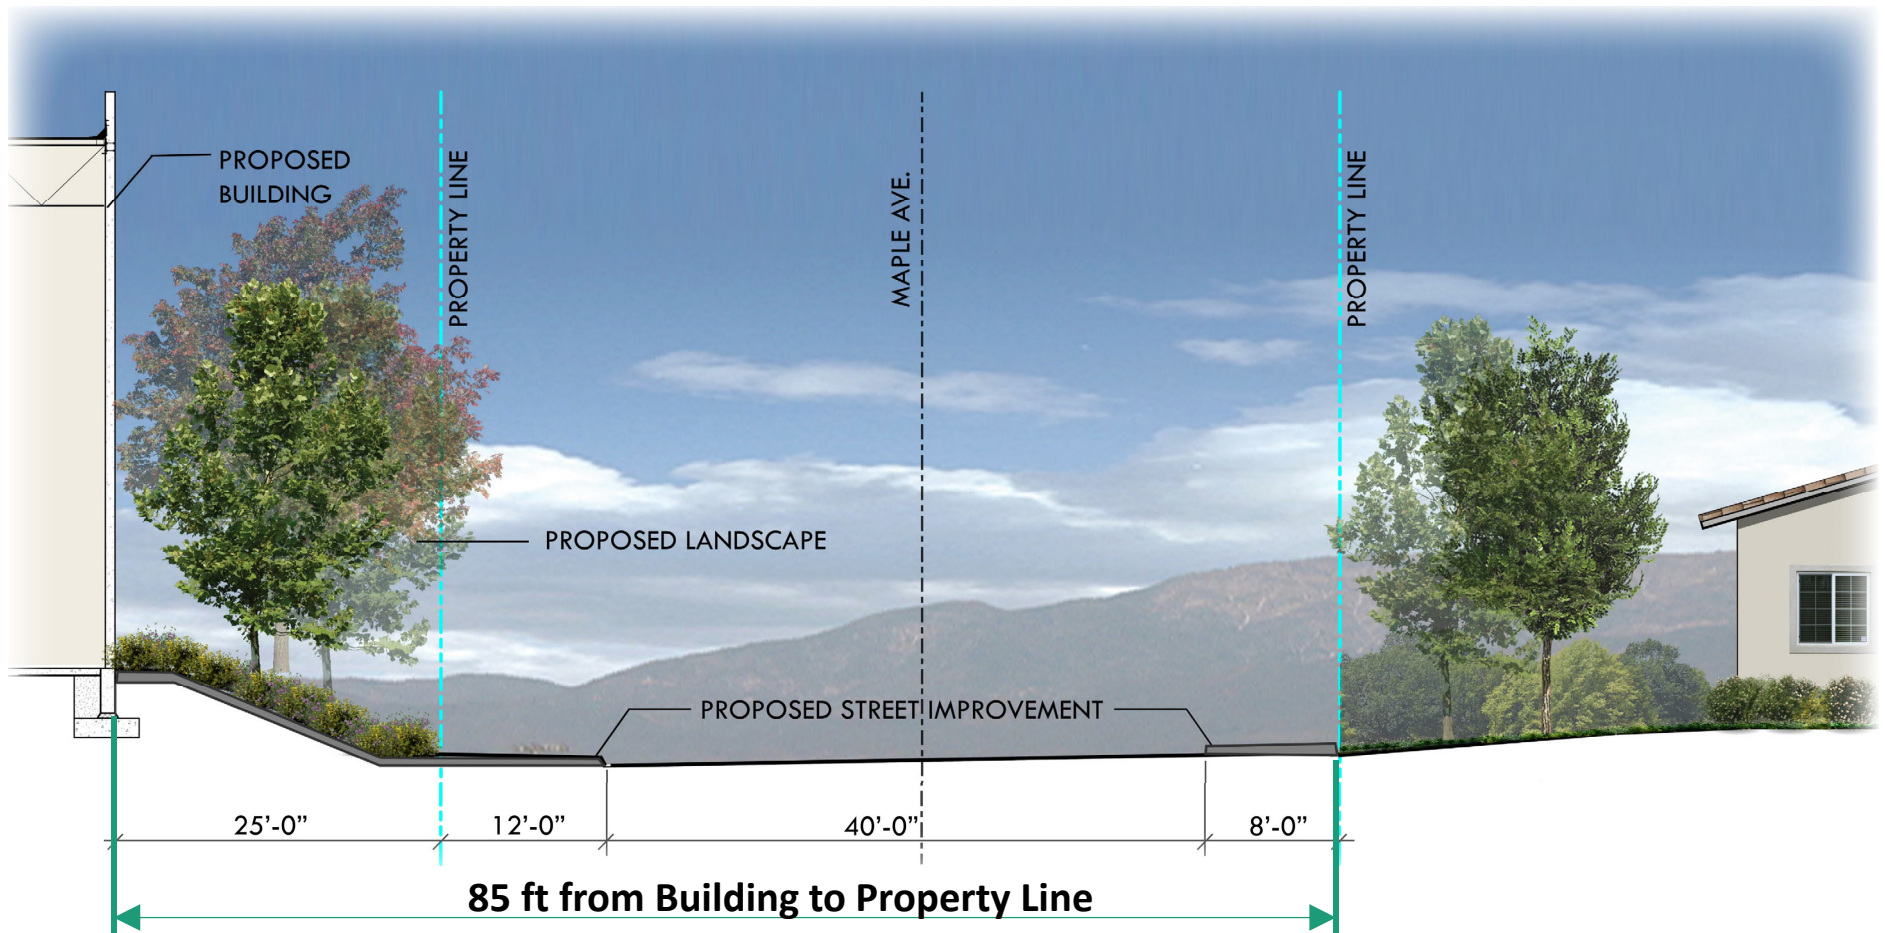 PROPOSED
BUILDING
PROPERTY LINE
MAPLE AVE.
PROPERTY LINE
PROPOSED LANDSCAPE
PROPOSED STREET IMPROVEMENT
25’-0” 12’-0” 40’-0” 8’-0”
85 ft from Building to Property Line